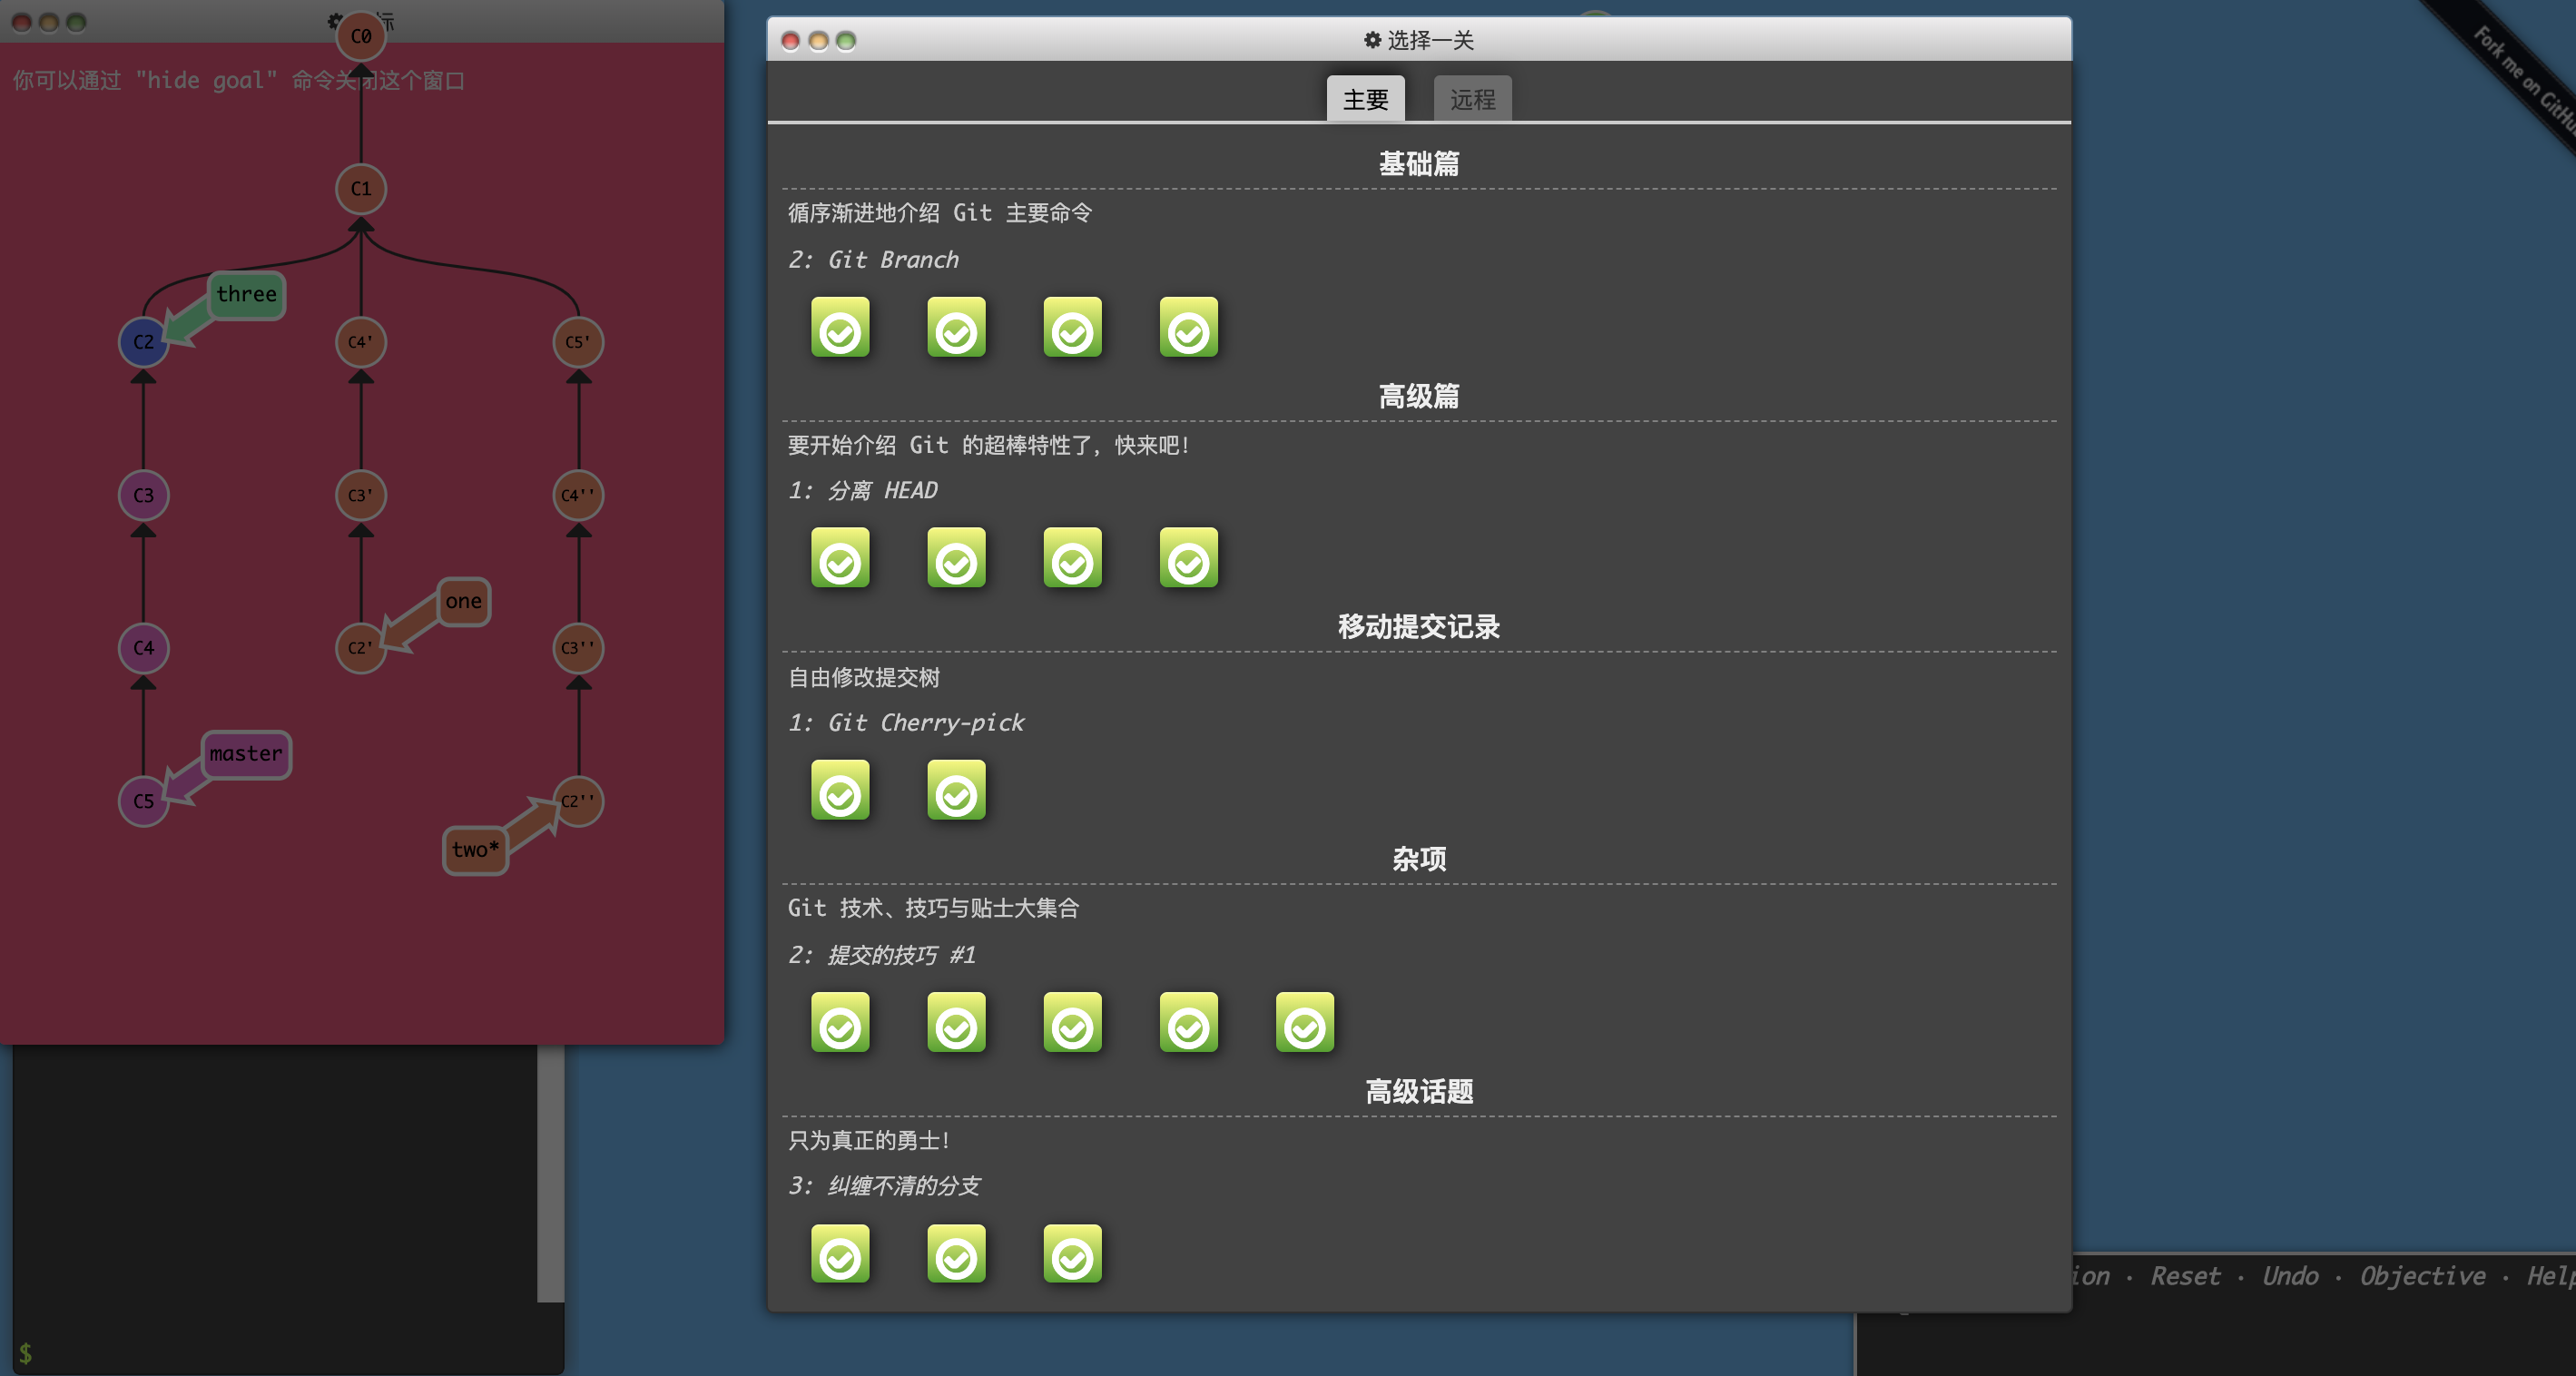 标
你可以通过 "hide goal" 命令关闭这个窗口
C0
C1
three
C2
C4'
C5'
C3
C3'
C4''
one
C4
C2'
C3''
master
C5
C2''
two*
$
选择一关
主要
远程
基础篇
循序渐进地介绍 Git 主要命令
2: Git Branch
高级篇
要开始介绍 Git 的超棒特性了，快来吧！
1: 分离 HEAD
移动提交记录
自由修改提交树
1: Git Cherry-pick
杂项
Git 技术、技巧与贴士大集合
2: 提交的技巧 #1
高级话题
只为真正的勇士！
3: 纠缠不清的分支
Fork me on GitHu
ion · Reset · Undo · Objective · Help